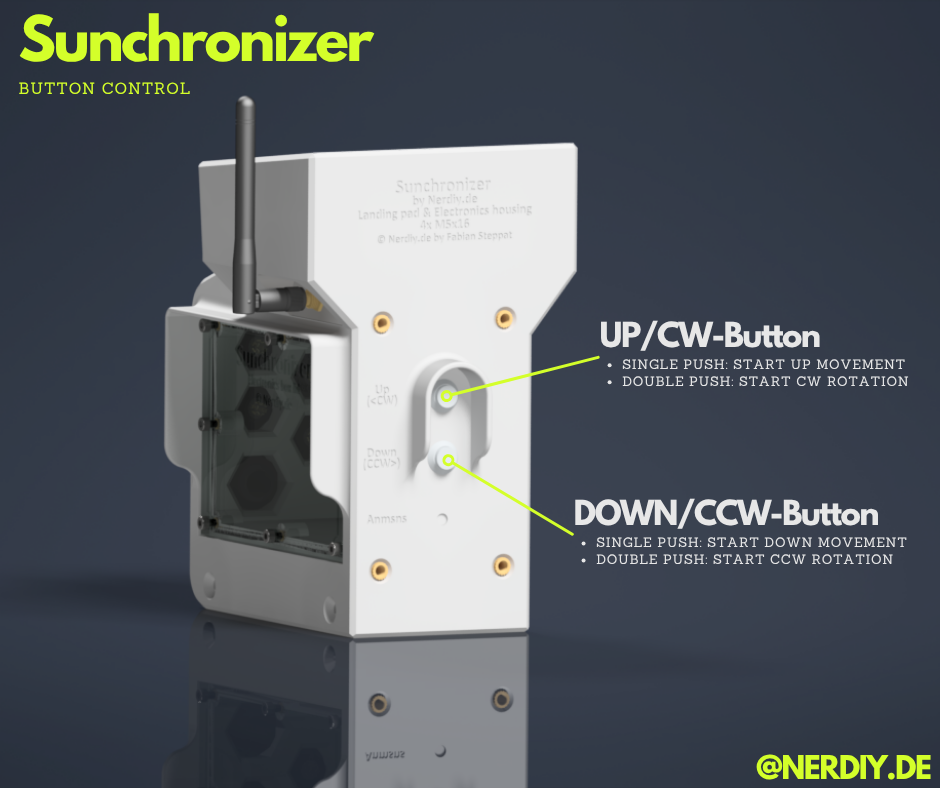 Sunchronizer
BUTTON CONTROL
Sunchronizer
by Nerdiy.de
Landing pad & Electronics housing
4x M5x16
© Nerdiy.de by Fabian Steppat
UP/CW-Button
• SINGLE PUSH: START UP MOVEMENT
• DOUBLE PUSH: START CW ROTATION
Up
(<CW)
Down
(CCW>)
DOWN/CCW-Button
• SINGLE PUSH: START DOWN MOVEMENT
• DOUBLE PUSH: START CCW ROTATION
Anmsns
@NERDIY.DE